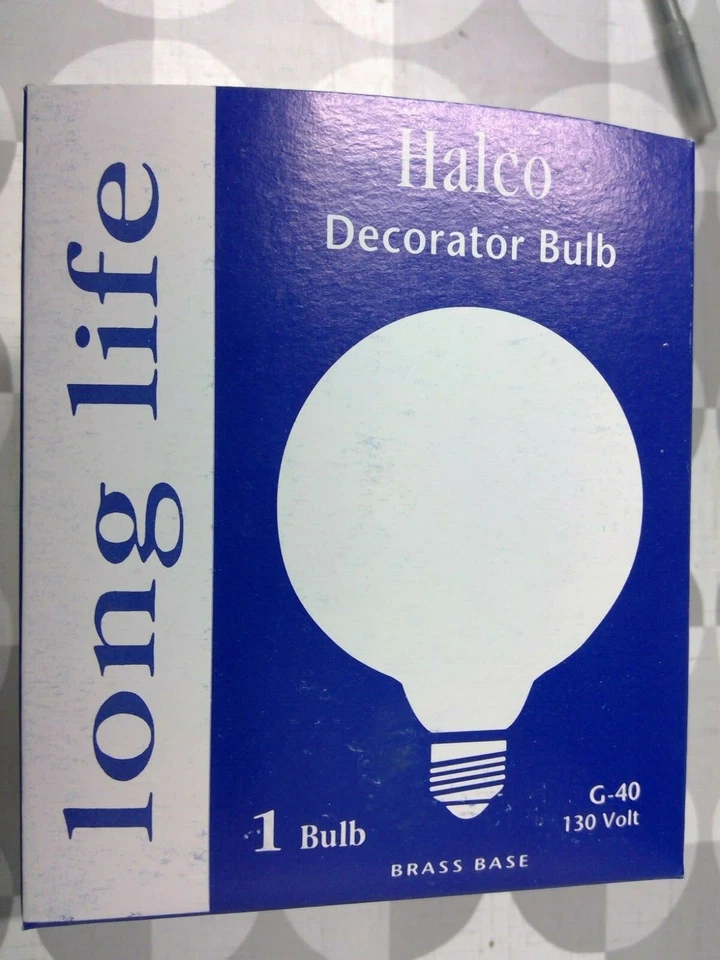 long life
Halco
Decorator Bulb
1 Bulb
G-40
130 Volt
BRASS BASE